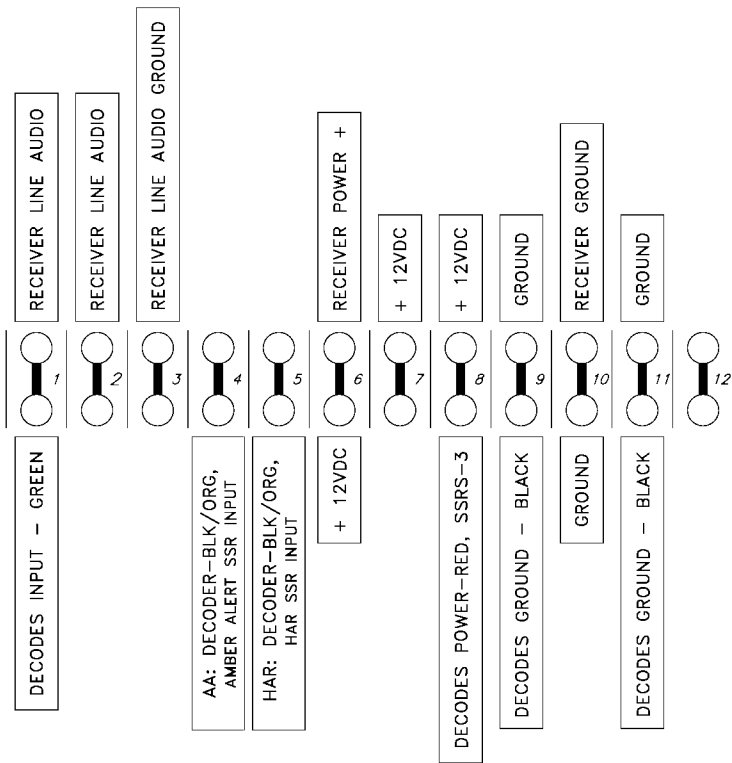 RECEIVER LINE AUDIO
RECEIVER LINE AUDIO
RECEIVER LINE AUDIO GROUND
RECEIVER POWER +
+ 12VDC
+ 12VDC
GROUND
RECEIVER GROUND
GROUND
1
2
3
4
5
6
7
8
9
10
11
12
DECODES INPUT - GREEN
AA: DECODER-BLK/ORG,
AMBER ALERT SSR INPUT
HAR: DECODER-BLK/ORG,
HAR SSR INPUT
+ 12VDC
DECODES POWER-RED, SSRS-3
DECODES GROUND - BLACK
GROUND
DECODES GROUND - BLACK